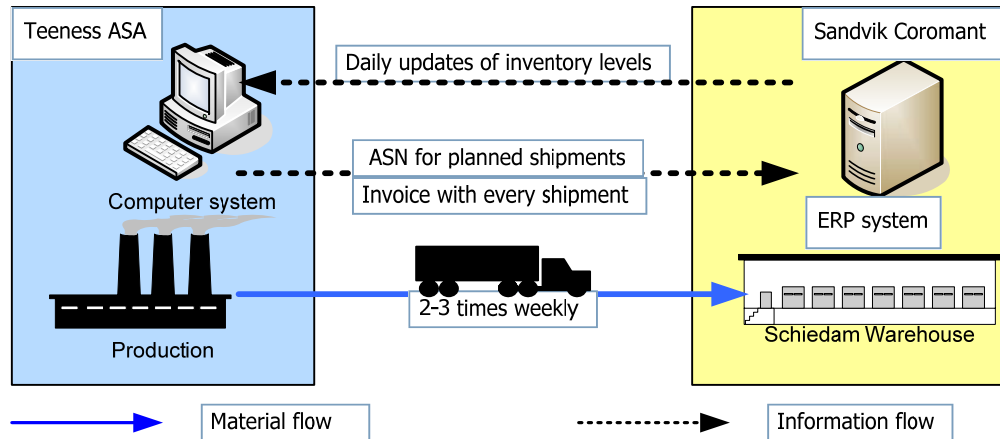 Teeness ASA
Sandvik Coromant
Daily updates of inventory levels
ASN for planned shipments
Invoice with every shipment
Computer system
ERP system
2-3 times weekly
Production
Schiedam Warehouse
Material flow
Information flow